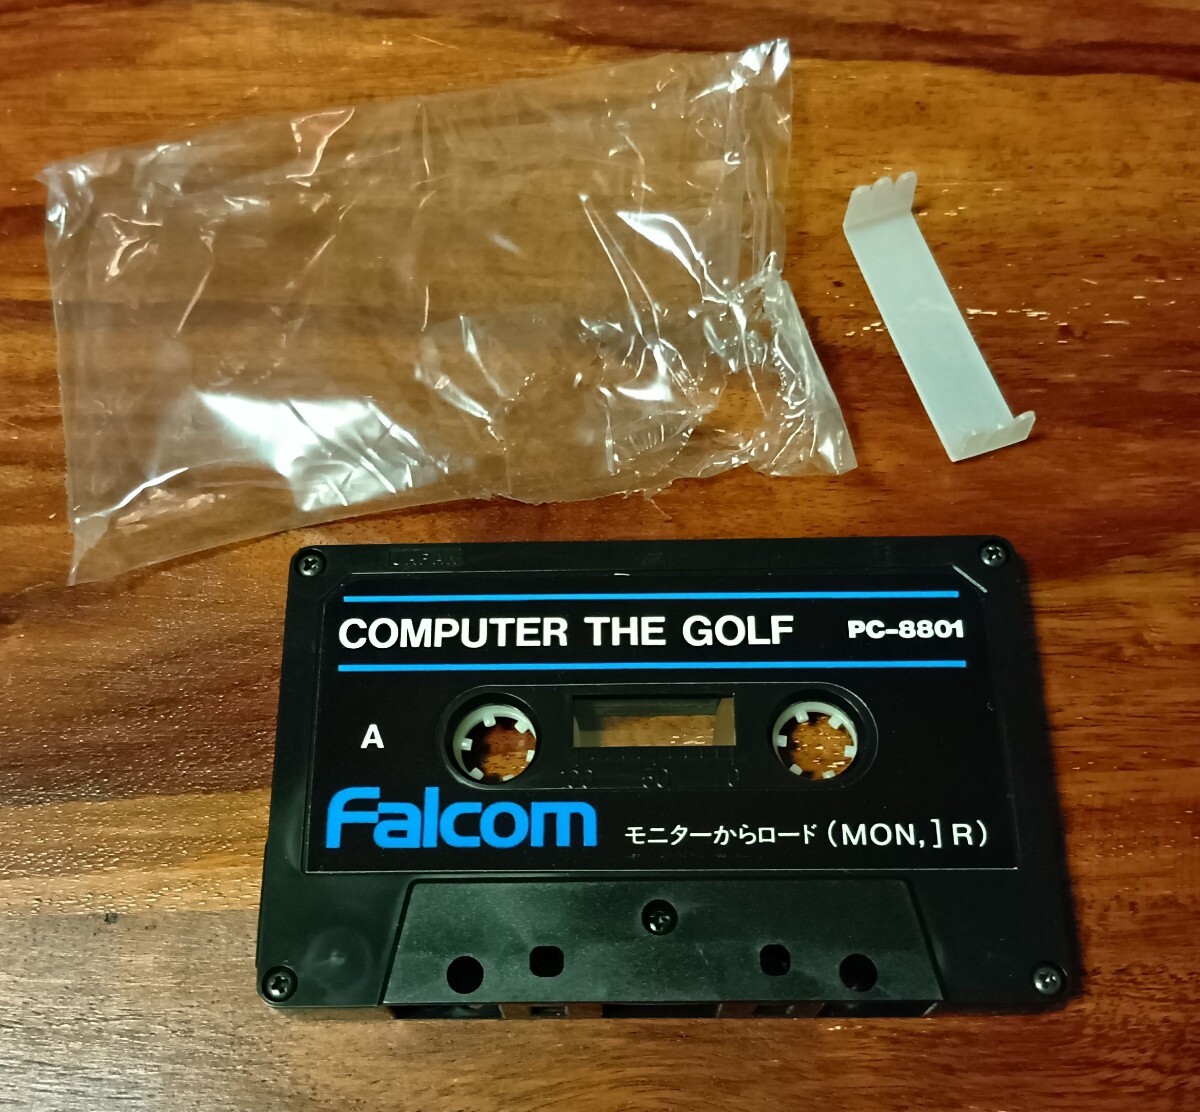 COMPUTER THE GOLF PC-8801
A
Falcom
モニターからロード (MON, ] R)